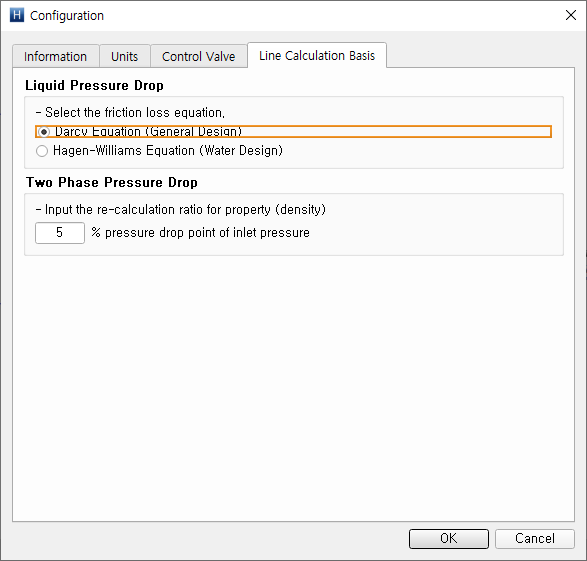 H Configuration
Information Units Control Valve Line Calculation Basis
Liquid Pressure Drop
- Select the friction loss equation.
Darcy Equation (General Design)
Hagen-Williams Equation (Water Design)
Two Phase Pressure Drop
- Input the re-calculation ratio for property (density)
5 % pressure drop point of inlet pressure
OK Cancel